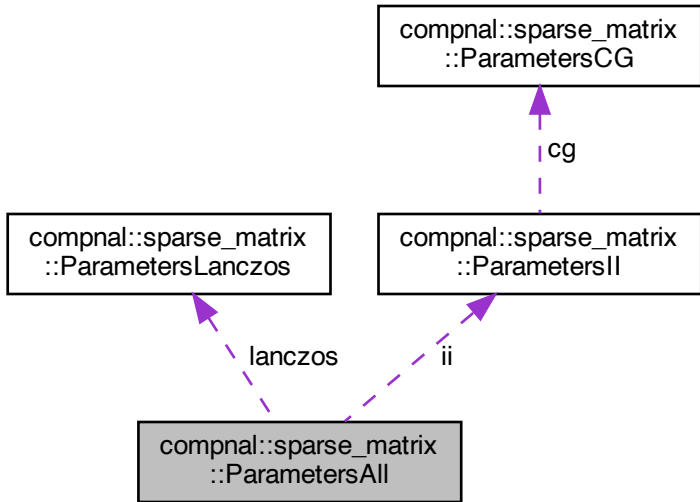 compnal::sparse_matrix
::ParametersCG
cg
compnal::sparse_matrix
::ParametersLanczos
compnal::sparse_matrix
::ParametersII
lanczos
ii
compnal::sparse_matrix
::ParametersAll